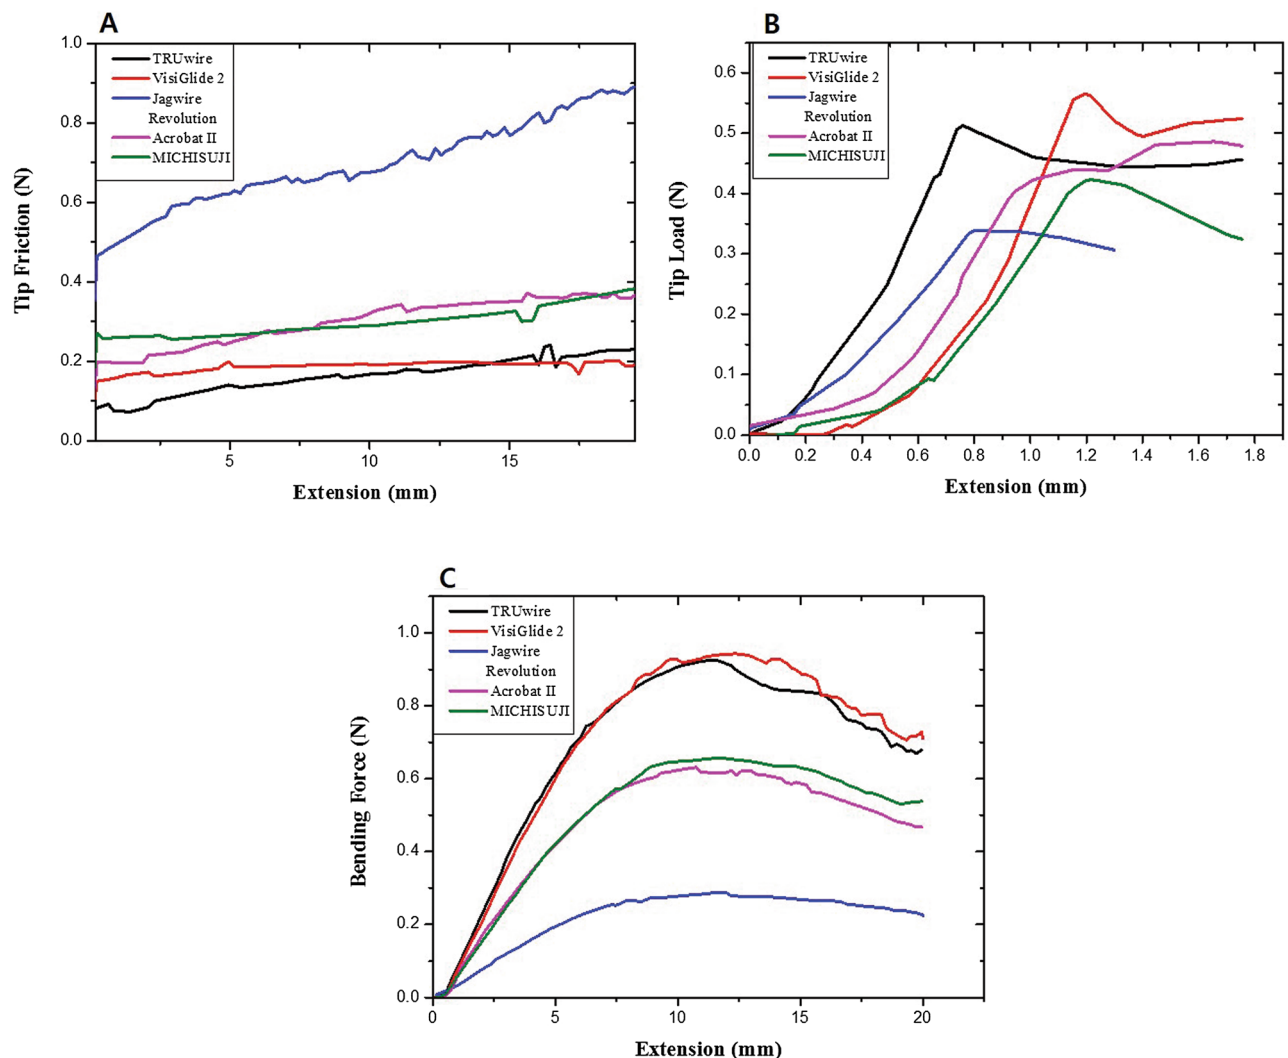 A
1.0
0.8
0.6
0.4
0.2
0.0
Tip Friction (N)
TRUwire
VisiGlide 2
Jagwire
Revolution
Acrobat II
MICHISUJI
5 10 15
Extension (mm)
B
0.6
0.5
0.4
0.3
0.2
0.1
0.0
Tip Load (N)
TRUwire
VisiGlide 2
Jagwire
Revolution
Acrobat II
MICHISUJI
0.0 0.2 0.4 0.6 0.8 1.0 1.2 1.4 1.6 1.8
Extension (mm)
C
1.0
0.8
0.6
0.4
0.2
0.0
Bending Force (N)
TRUwire
VisiGlide 2
Jagwire
Revolution
Acrobat II
MICHISUJI
0 5 10 15 20
Extension (mm)